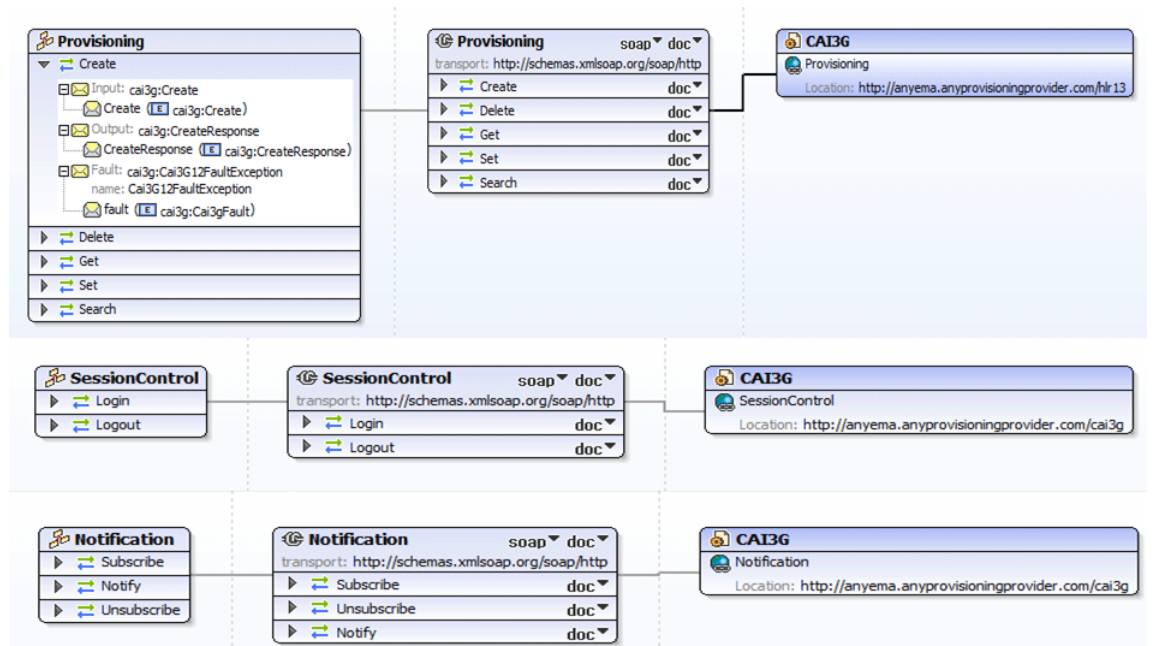 Provisioning
Create
Input: cai3g:Create
Create (E cai3g:Create)
Output: cai3g:CreateResponse
CreateResponse (E cai3g:CreateResponse)
Fault: cai3g:Cai3G12FaultException
name: Cai3G12FaultException
fault (E cai3g:Cai3gFault)
Delete
Get
Set
Search
Provisioning soap doc
transport: http://schemas.xmlsoap.org/soap/http
Create doc
Delete doc
Get doc
Set doc
Search doc
CAI3G
Provisioning
Location: http://anyema.anyprovisioningprovider.com/hlr13
SessionControl
Login
Logout
SessionControl soap doc
transport: http://schemas.xmlsoap.org/soap/http
Login doc
Logout doc
CAI3G
SessionControl
Location: http://anyema.anyprovisioningprovider.com/cai3g
Notification
Subscribe
Notify
Unsubscribe
Notification soap doc
transport: http://schemas.xmlsoap.org/soap/http
Subscribe doc
Unsubscribe doc
Notify doc
CAI3G
Notification
Location: http://anyema.anyprovisioningprovider.com/cai3g